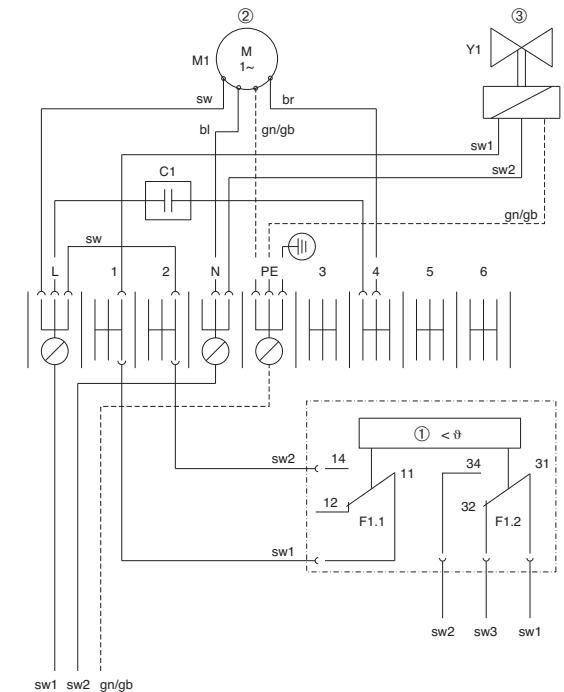 ② ③
M1 M Y1
1~
sw br
bl gn/gb
sw1
C1 sw2
gn/gb
sw
L 1 2 N PE 3 4 5 6
① < ϑ
sw2 14 11 34 31
12 32
F1.1 F1.2
sw1
sw2 sw3 sw1
sw1 sw2 gn/gb